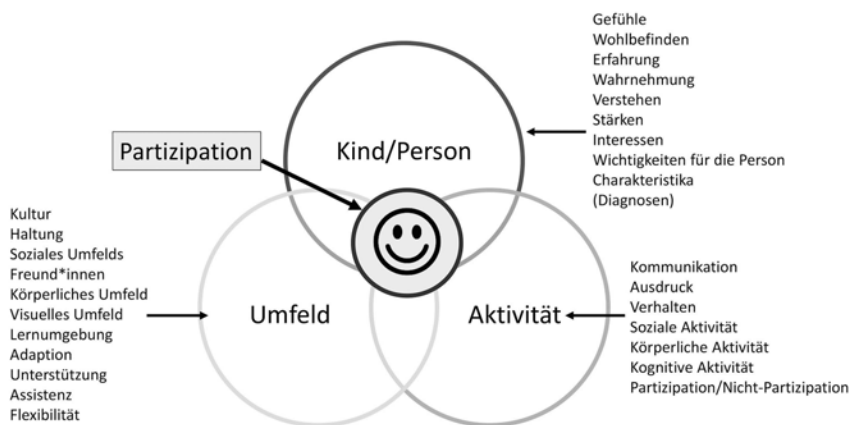 Gefühle
Wohlbefinden
Erfahrung
Wahrnehmung
Verstehen
Stärken
Interessen
Wichtigkeiten für die Person
Charakteristika
(Diagnosen)
Partizipation
Kind/Person
Kultur
Haltung
Soziales Umfelds
Freund*innen
Körperliches Umfeld
Visuelles Umfeld
Lernumgebung
Adaption
Unterstützung
Assistenz
Flexibilität
Umfeld
Aktivität
Kommunikation
Ausdruck
Verhalten
Soziale Aktivität
Körperliche Aktivität
Kognitive Aktivität
Partizipation/Nicht-Partizipation